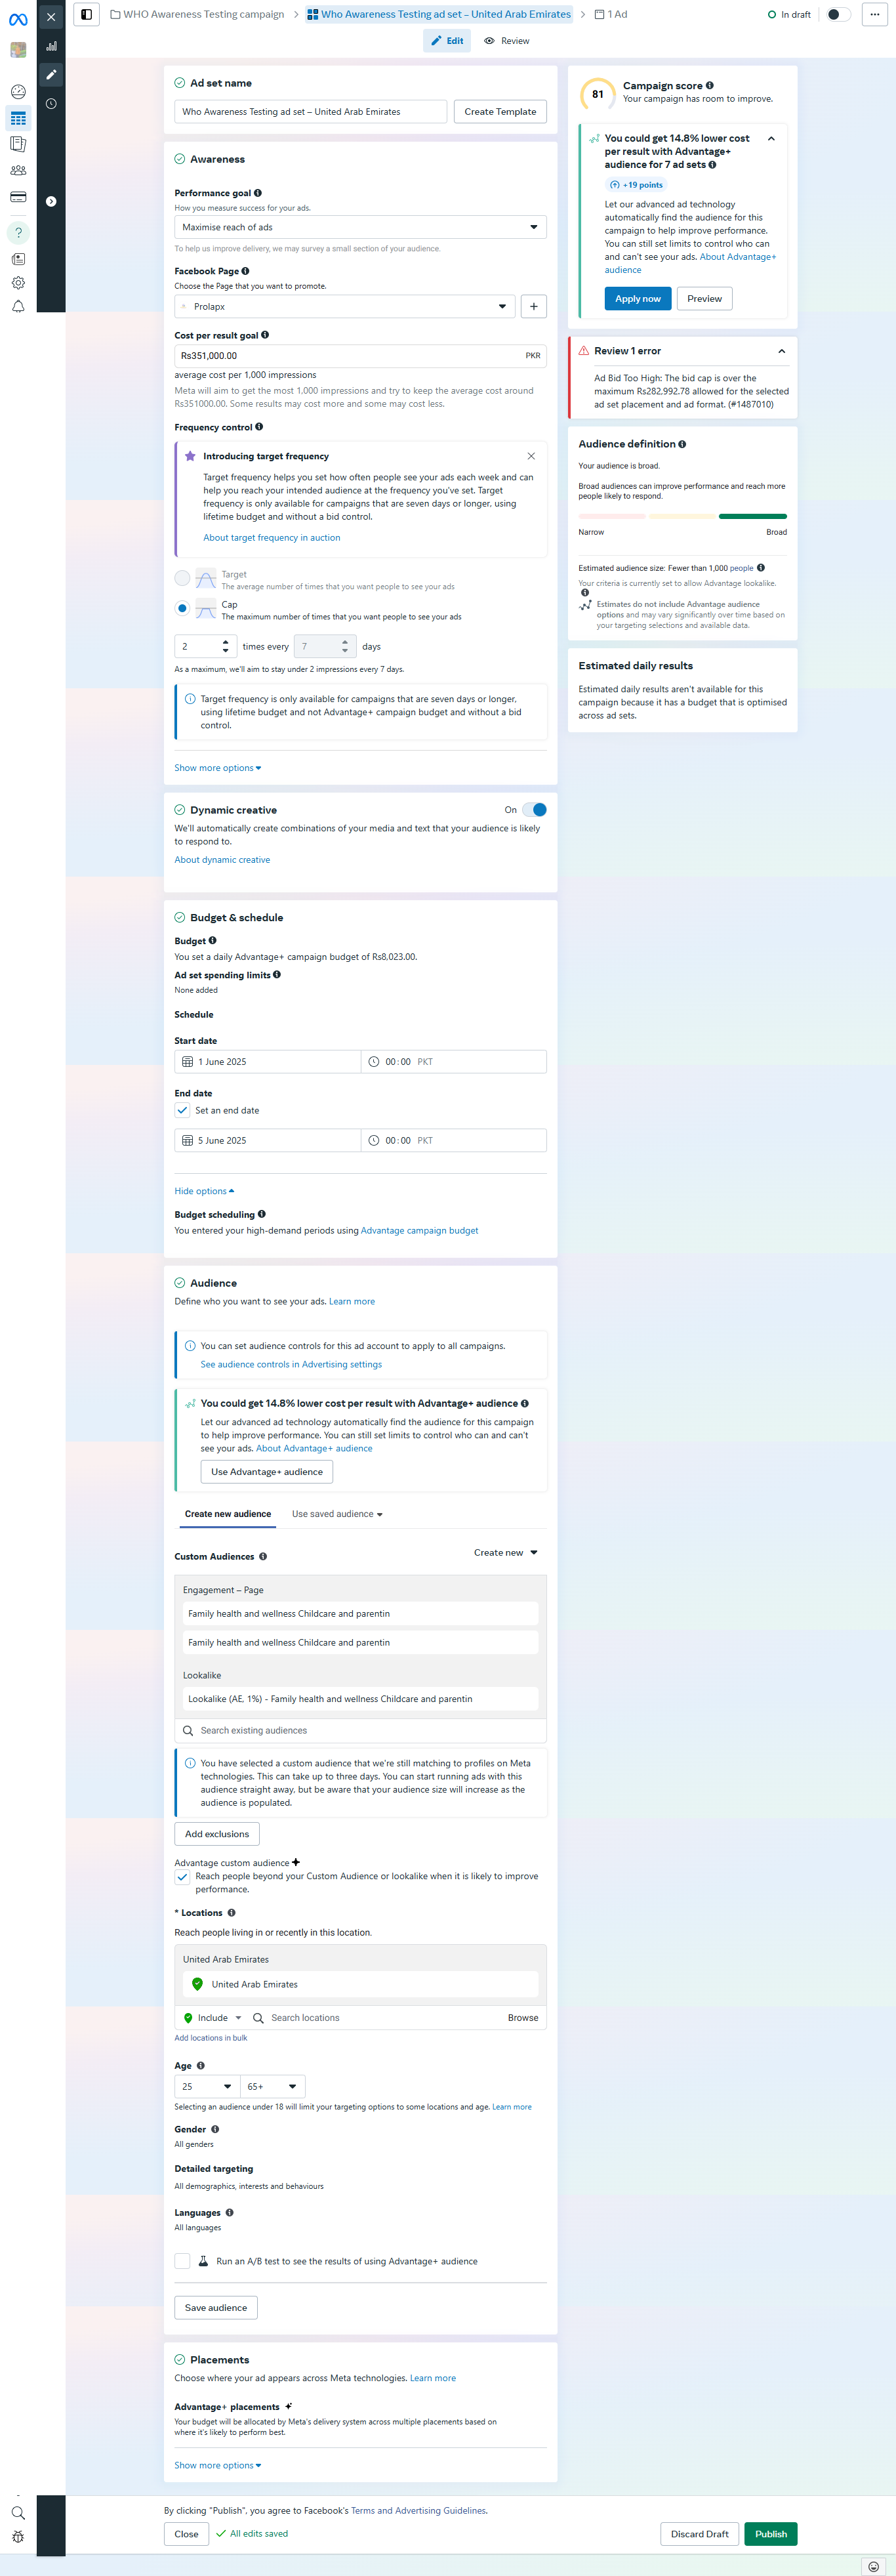 WHO Awareness Testing campaign
Who Awareness Testing ad set – United Arab Emirates
1 Ad
In draft
Edit
Review
Ad set name
Who Awareness Testing ad set – United Arab Emirates
Create Template
Awareness
Performance goal
How you measure success for your ads.
Maximise reach of ads
To help us improve delivery, we may survey a small section of your audience.
Facebook Page
Choose the Page that you want to promote.
Prolapx
Cost per result goal
Rs351,000.00
PKR
average cost per 1,000 impressions
Meta will aim to get the most 1,000 impressions and try to keep the average cost around
Rs351000.00. Some results may cost more and some may cost less.
Frequency control
Introducing target frequency
Target frequency helps you set how often people see your ads each week and can
help you reach your intended audience at the frequency you've set. Target
frequency is only available for campaigns that are seven days or longer, using
lifetime budget and without a bid control.
About target frequency in auction
Target
The average number of times that you want people to see your ads
Cap
The maximum number of times that you want people to see your ads
2 times every 7 days
As a maximum, we'll aim to stay under 2 impressions every 7 days.
Target frequency is only available for campaigns that are seven days or longer,
using lifetime budget and not Advantage+ campaign budget and without a bid
control.
Show more options
Dynamic creative
On
We'll automatically create combinations of your media and text that your audience is likely
to respond to.
About dynamic creative
Budget & schedule
Budget
You set a daily Advantage+ campaign budget of Rs8,023.00.
Ad set spending limits
None added
Schedule
Start date
1 June 2025
00:00 PKT
End date
Set an end date
5 June 2025
00:00 PKT
Hide options
Budget scheduling
You entered your high-demand periods using Advantage campaign budget
Audience
Define who you want to see your ads. Learn more
You can set audience controls for this ad account to apply to all campaigns.
See audience controls in Advertising settings
You could get 14.8% lower cost per result with Advantage+ audience
Let our advanced ad technology automatically find the audience for this campaign
to help improve performance. You can still set limits to control who can and can't
see your ads. About Advantage+ audience
Use Advantage+ audience
Create new audience
Use saved audience
Custom Audiences
Create new
Engagement – Page
Family health and wellness Childcare and parentin
Family health and wellness Childcare and parentin
Lookalike
Lookalike (AE, 1%) - Family health and wellness Childcare and parentin
Search existing audiences
You have selected a custom audience that we're still matching to profiles on Meta
technologies. This can take up to three days. You can start running ads with this
audience straight away, but be aware that your audience size will increase as the
audience is populated.
Add exclusions
Advantage custom audience
Reach people beyond your Custom Audience or lookalike when it is likely to improve
performance.
* Locations
Reach people living in or recently in this location.
United Arab Emirates
United Arab Emirates
Include
Search locations
Browse
Add locations in bulk
Age
25
65+
Selecting an audience under 18 will limit your targeting options to some locations and age. Learn more
Gender
All genders
Detailed targeting
All demographics, interests and behaviours
Languages
All languages
Run an A/B test to see the results of using Advantage+ audience
Save audience
Placements
Choose where your ad appears across Meta technologies. Learn more
Advantage+ placements
Your budget will be allocated by Meta's delivery system across multiple placements based on
where it's likely to perform best.
Show more options
81
Campaign score
Your campaign has room to improve.
You could get 14.8% lower cost
per result with Advantage+
audience for 7 ad sets
+19 points
Let our advanced ad technology
automatically find the audience for this
campaign to help improve performance.
You can still set limits to control who can
and can't see your ads. About Advantage+
audience
Apply now
Preview
Review 1 error
Ad Bid Too High: The bid cap is over the
maximum Rs282,992.78 allowed for the selected
ad set placement and ad format. (#1487010)
Audience definition
Your audience is broad.
Broad audiences can improve performance and reach more
people likely to respond.
Narrow
Broad
Estimated audience size: Fewer than 1,000 people
Your criteria is currently set to allow Advantage lookalike.
Estimates do not include Advantage audience
options and may vary significantly over time based on
your targeting selections and available data.
Estimated daily results
Estimated daily results aren't available for this
campaign because it has a budget that is optimised
across ad sets.
By clicking "Publish", you agree to Facebook's Terms and Advertising Guidelines.
Close
All edits saved
Discard Draft
Publish